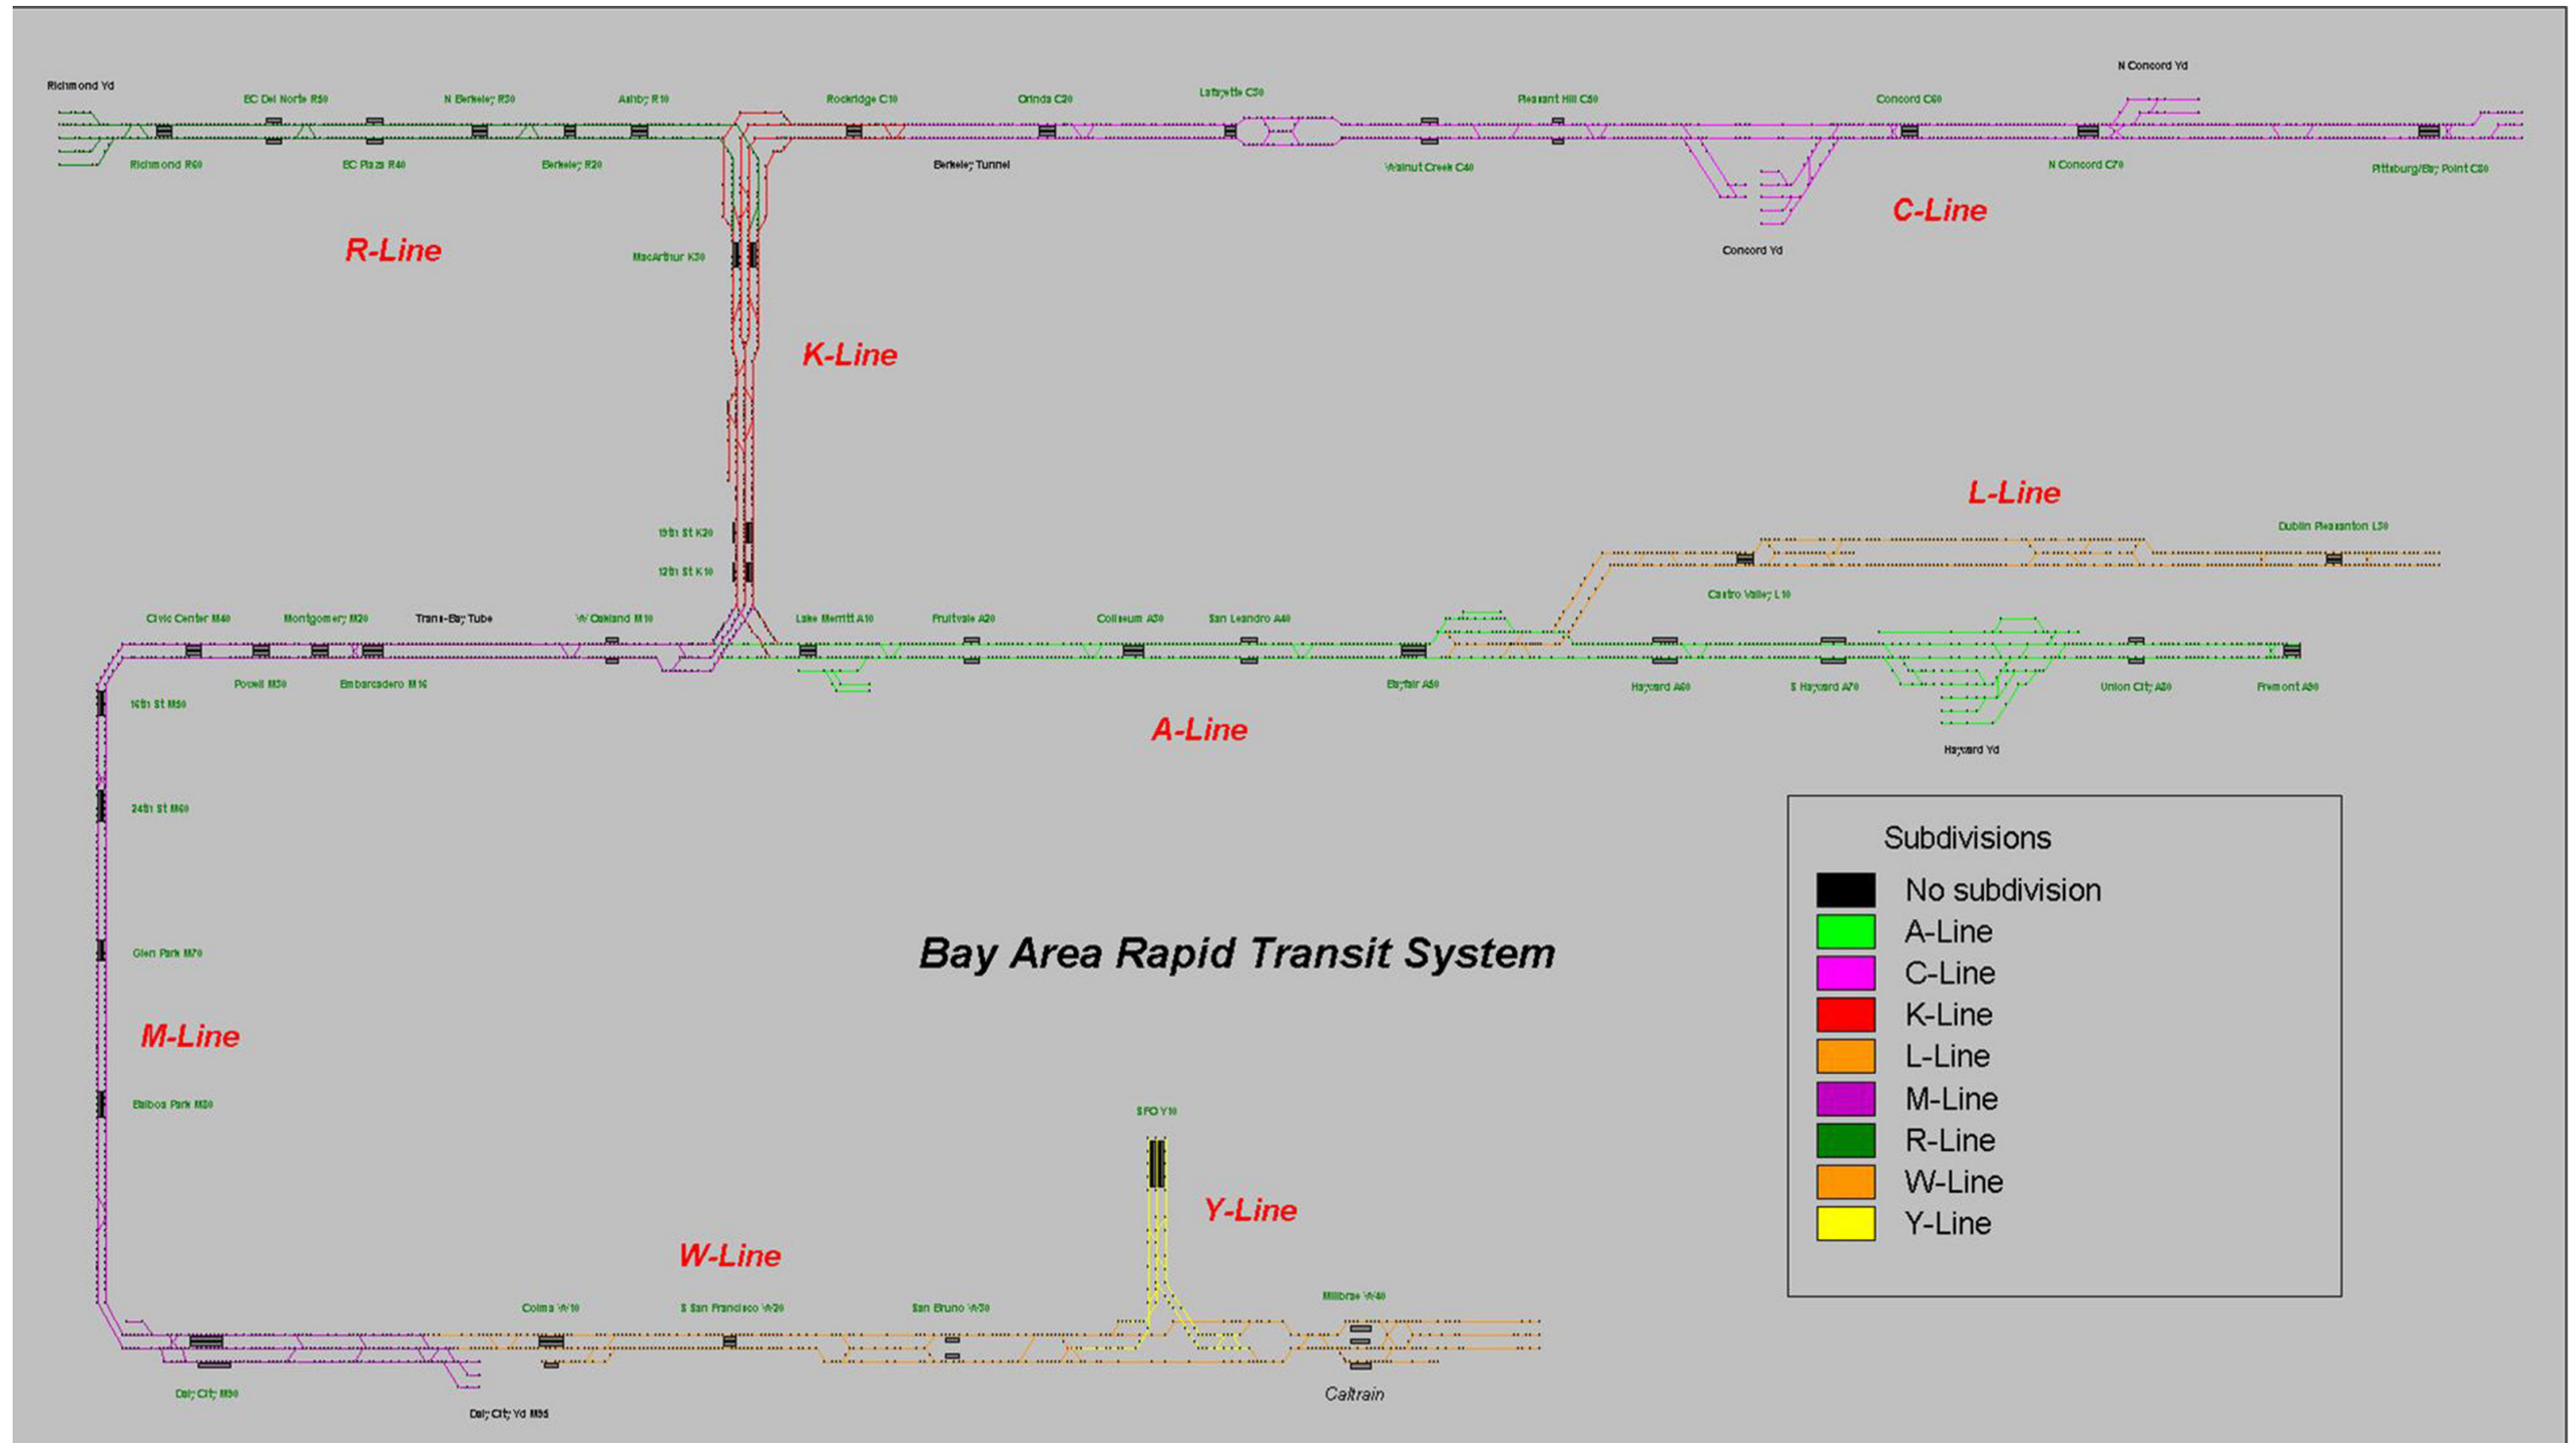 N Concord Yd
Richmond Yd
EC Del Norte R50
N Berkeley R30
Ashby R10
Rockridge C10
Orinda C20
Lafayette C30
Pleasant Hill C50
Concord C60
Richmond R60
EC Plaza R40
Berkeley R20
Berkeley Tunnel
Walnut Creek C40
N Concord C70
Pittsburg/Bay Point C80
C-Line
R-Line
MacArthur K30
Concord Yd
K-Line
L-Line
19th St K20
Dublin Pleasanton L30
12th St K10
Castro Valley L10
Civic Center M40
Montgomery M20
Trans-Bay Tube
W Oakland M10
Lake Merritt A10
Fruitvale A20
Coliseum A30
San Leandro A40
Powell M30
Embarcadero M16
Bayfair A50
Hayward A60
S Hayward A70
Union City A80
Fremont A90
16th St M50
A-Line
Hayward Yd
24th St M60
Subdivisions
No subdivision
A-Line
C-Line
K-Line
L-Line
M-Line
R-Line
W-Line
Y-Line
Glen Park M70
Bay Area Rapid Transit System
M-Line
Balboa Park M80
SFO Y10
Y-Line
W-Line
Colma W10
S San Francisco W20
San Bruno W30
Millbrae W40
Daly City M90
Caltrain
Daly City Yd M95